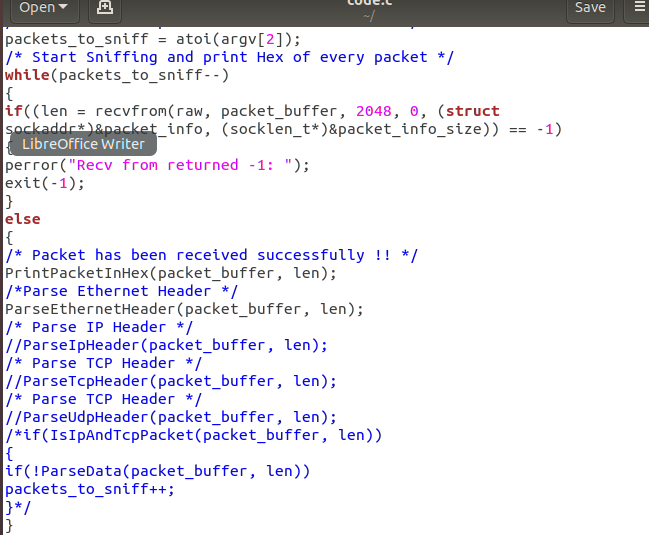 Open
code.c
~/
Save
packets_to_sniff = atoi(argv[2]);
/* Start Sniffing and print Hex of every packet */
while(packets_to_sniff--)
{
if((len = recvfrom(raw, packet_buffer, 2048, 0, (struct
sockaddr*)&packet_info, (socklen_t*)&packet_info_size)) == -1)
{
LibreOffice Writer
perror("Recv from returned -1: ");
exit(-1);
}
else
{
/* Packet has been received successfully !! */
PrintPacketInHex(packet_buffer, len);
/*Parse Ethernet Header */
ParseEthernetHeader(packet_buffer, len);
/* Parse IP Header */
//ParseIpHeader(packet_buffer, len);
/* Parse TCP Header */
//ParseTcpHeader(packet_buffer, len);
/* Parse TCP Header */
//ParseUdpHeader(packet_buffer, len);
/*if(IsIpAndTcpPacket(packet_buffer, len))
{
if(!ParseData(packet_buffer, len))
packets_to_sniff++;
}*/
}